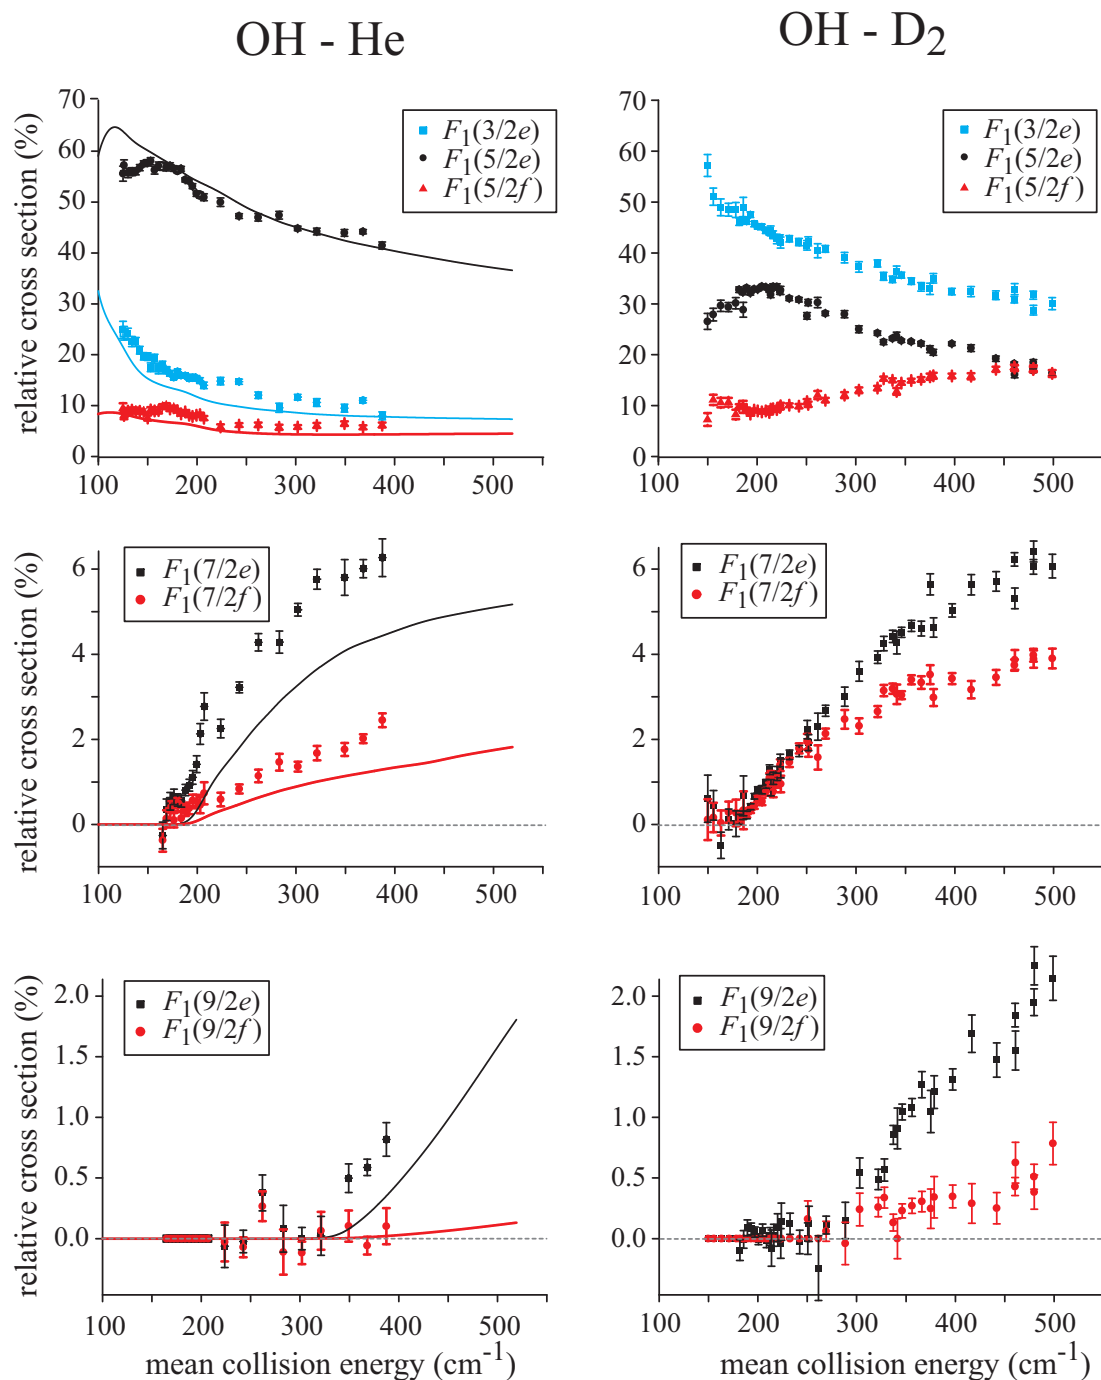 OH - He
OH - D2
relative cross section (%)
70
60
50
40
30
20
10
0
100 200 300 400 500
F1(3/2e)
F1(5/2e)
F1(5/2f)
70
60
50
40
30
20
10
0
100 200 300 400 500
F1(3/2e)
F1(5/2e)
F1(5/2f)
relative cross section (%)
6
4
2
0
100 200 300 400 500
F1(7/2e)
F1(7/2f)
6
4
2
0
100 200 300 400 500
F1(7/2e)
F1(7/2f)
relative cross section (%)
2.0
1.5
1.0
0.5
0.0
100 200 300 400 500
F1(9/2e)
F1(9/2f)
mean collision energy (cm-1)
2.0
1.5
1.0
0.5
0.0
100 200 300 400 500
F1(9/2e)
F1(9/2f)
mean collision energy (cm-1)